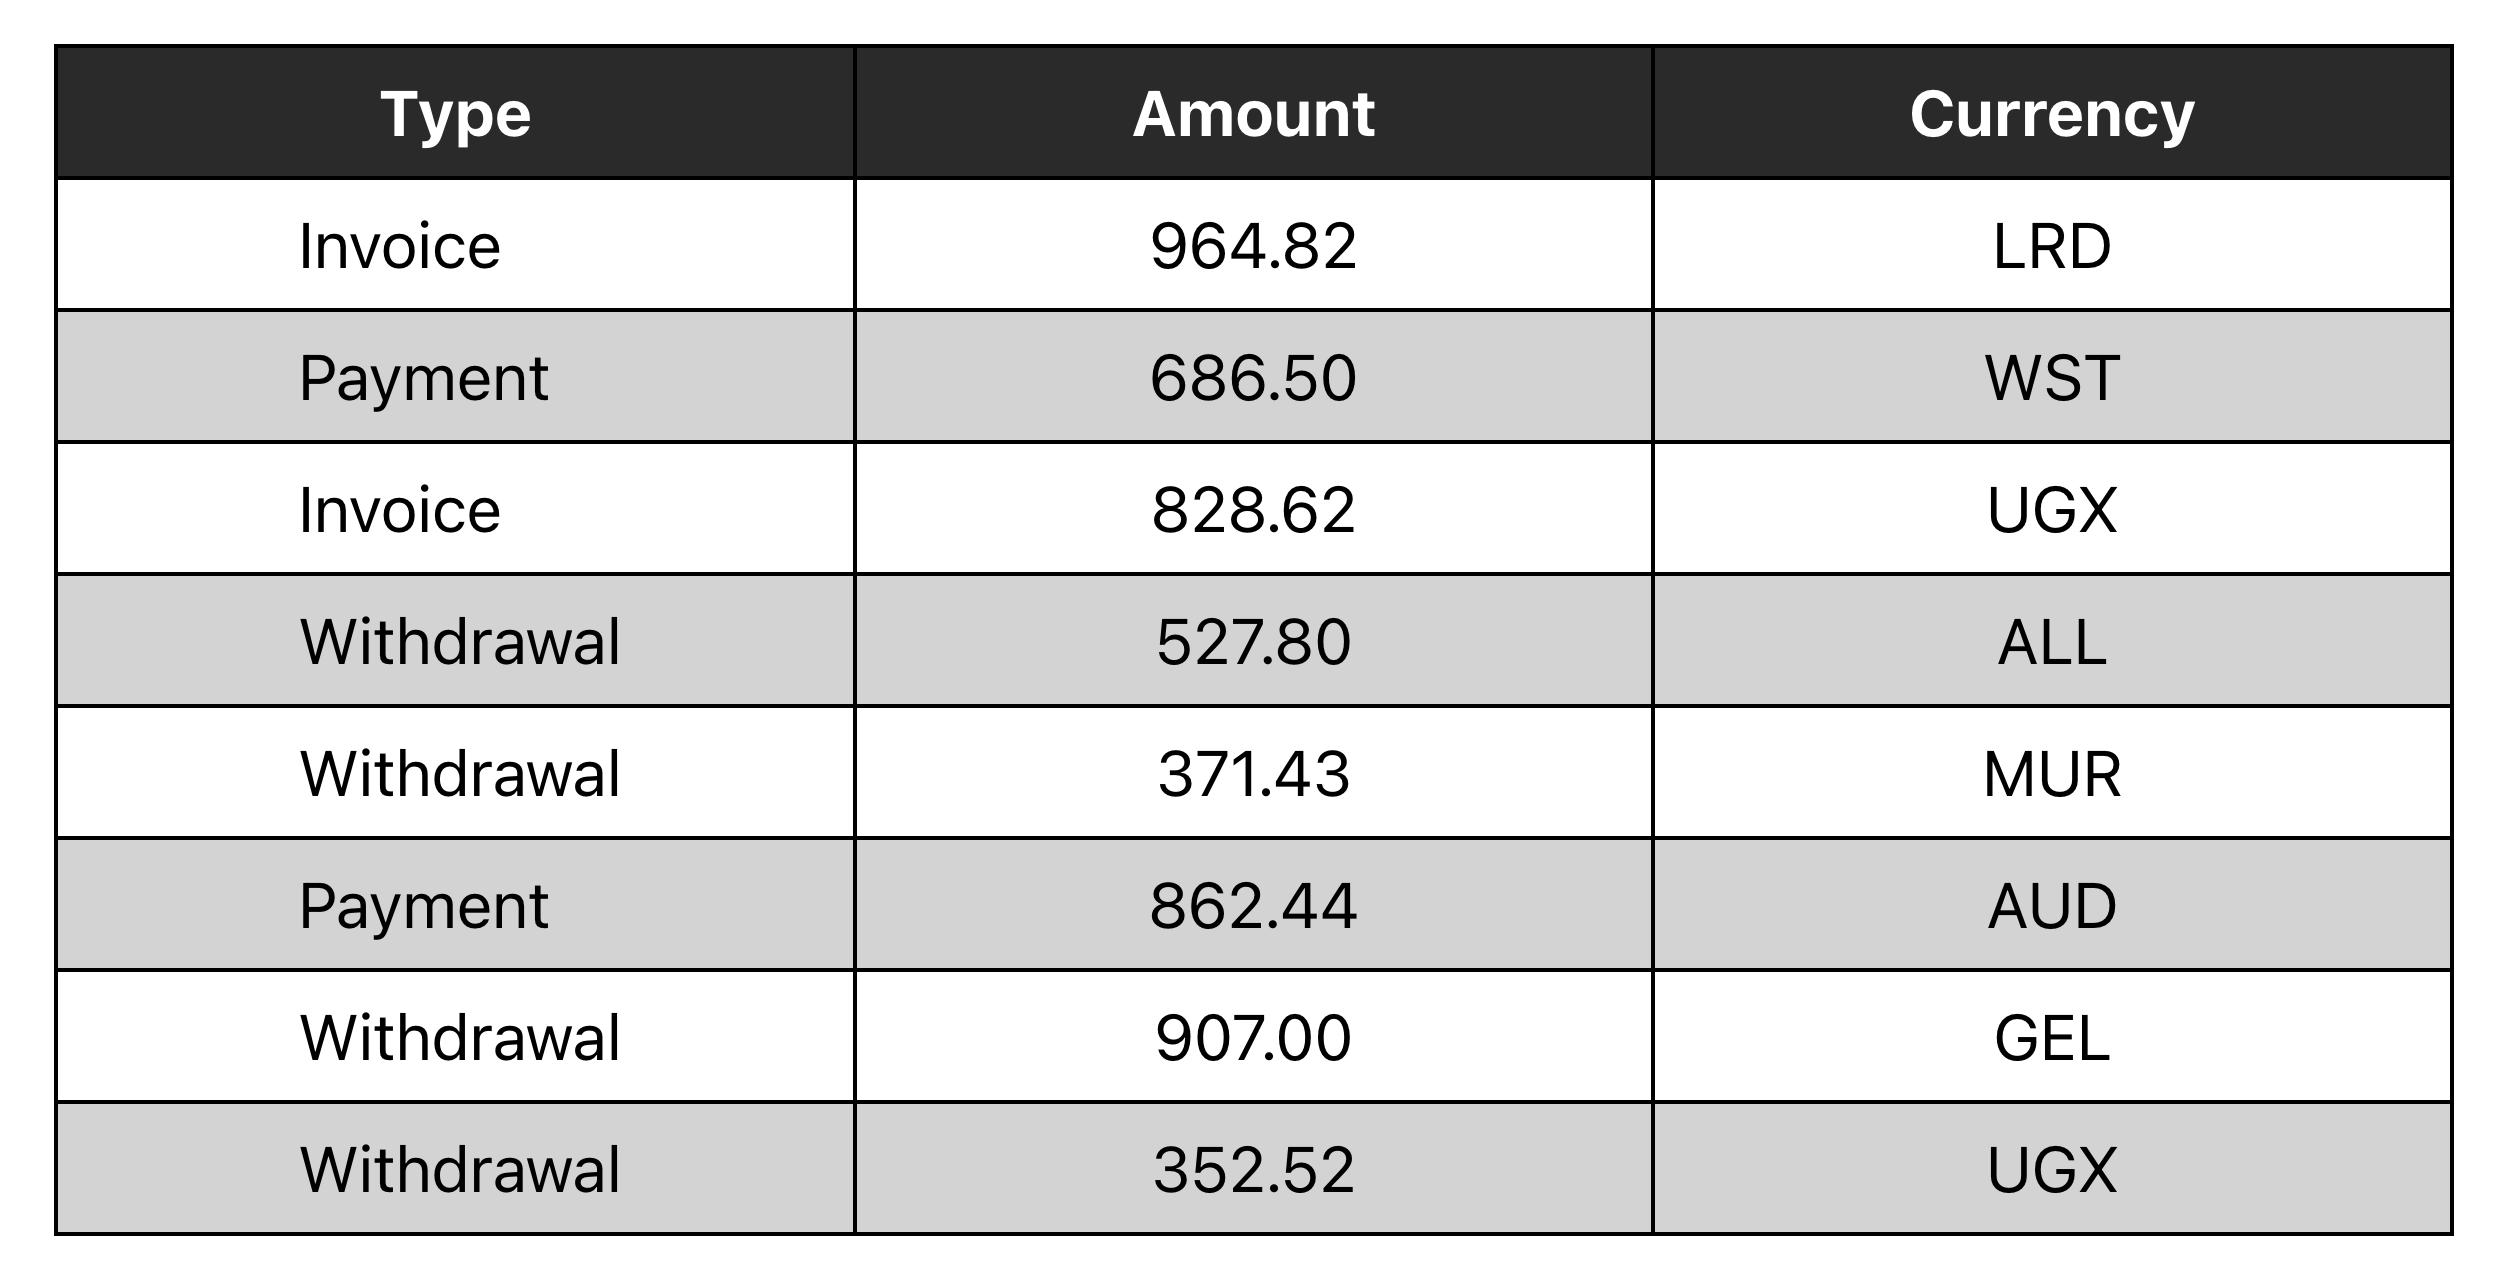 Type Amount Currency
Invoice 964.82 LRD
Payment 686.50 WST
Invoice 828.62 UGX
Withdrawal 527.80 ALL
Withdrawal 371.43 MUR
Payment 862.44 AUD
Withdrawal 907.00 GEL
Withdrawal 352.52 UGX